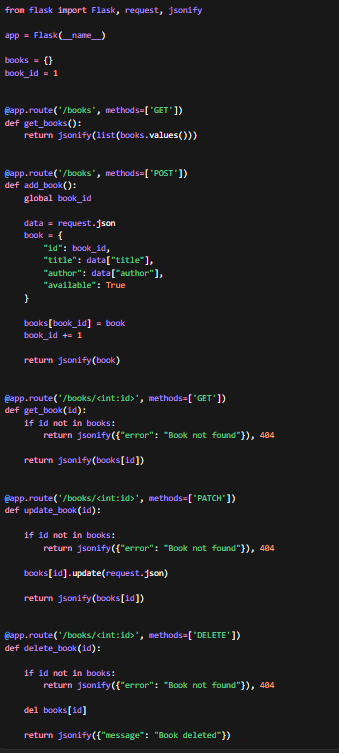 from flask import Flask, request, jsonify

app = Flask(__name__)

books = {}
book_id = 1


@app.route('/books', methods=['GET'])
def get_books():
    return jsonify(list(books.values()))


@app.route('/books', methods=['POST'])
def add_book():
    global book_id

    data = request.json
    book = {
        "id": book_id,
        "title": data["title"],
        "author": data["author"],
        "available": True
    }

    books[book_id] = book
    book_id += 1

    return jsonify(book)


@app.route('/books/<int:id>', methods=['GET'])
def get_book(id):
    if id not in books:
        return jsonify({"error": "Book not found"}), 404

    return jsonify(books[id])


@app.route('/books/<int:id>', methods=['PATCH'])
def update_book(id):

    if id not in books:
        return jsonify({"error": "Book not found"}), 404

    books[id].update(request.json)

    return jsonify(books[id])


@app.route('/books/<int:id>', methods=['DELETE'])
def delete_book(id):

    if id not in books:
        return jsonify({"error": "Book not found"}), 404

    del books[id]

    return jsonify({"message": "Book deleted"})